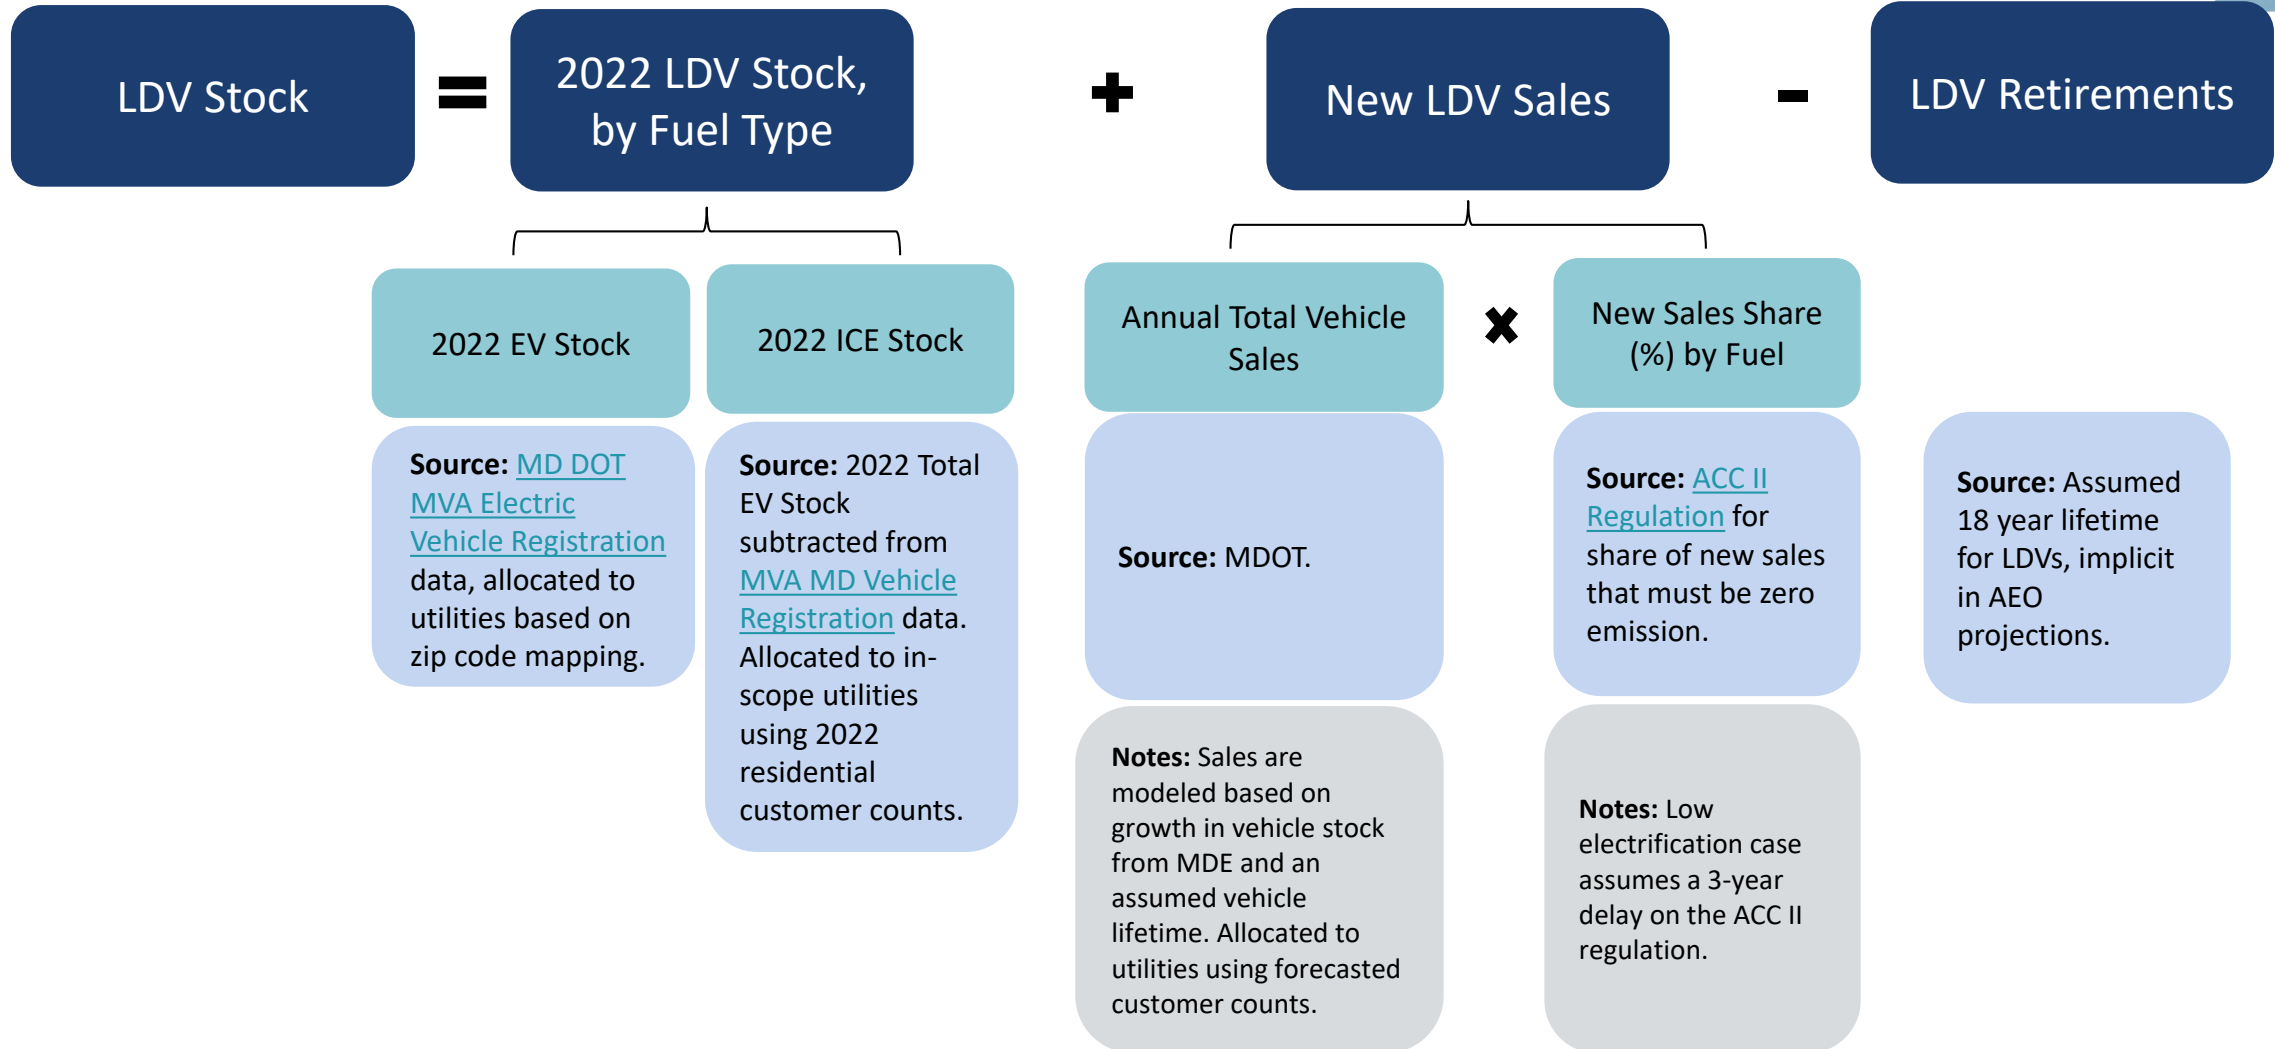 LDV Stock
=
2022 LDV Stock,
by Fuel Type
+
New LDV Sales
-
LDV Retirements
2022 EV Stock
2022 ICE Stock
Annual Total Vehicle
Sales
×
New Sales Share
(%) by Fuel
Source: MD DOT
MVA Electric
Vehicle Registration
data, allocated to
utilities based on
zip code mapping.
Source: 2022 Total
EV Stock
subtracted from
MVA MD Vehicle
Registration data.
Allocated to in-
scope utilities
using 2022
residential
customer counts.
Source: MDOT.
Notes: Sales are
modeled based on
growth in vehicle stock
from MDE and an
assumed vehicle
lifetime. Allocated to
utilities using forecasted
customer counts.
Source: ACC II
Regulation for
share of new sales
that must be zero
emission.
Notes: Low
electrification case
assumes a 3-year
delay on the ACC II
regulation.
Source: Assumed
18 year lifetime
for LDVs, implicit
in AEO
projections.